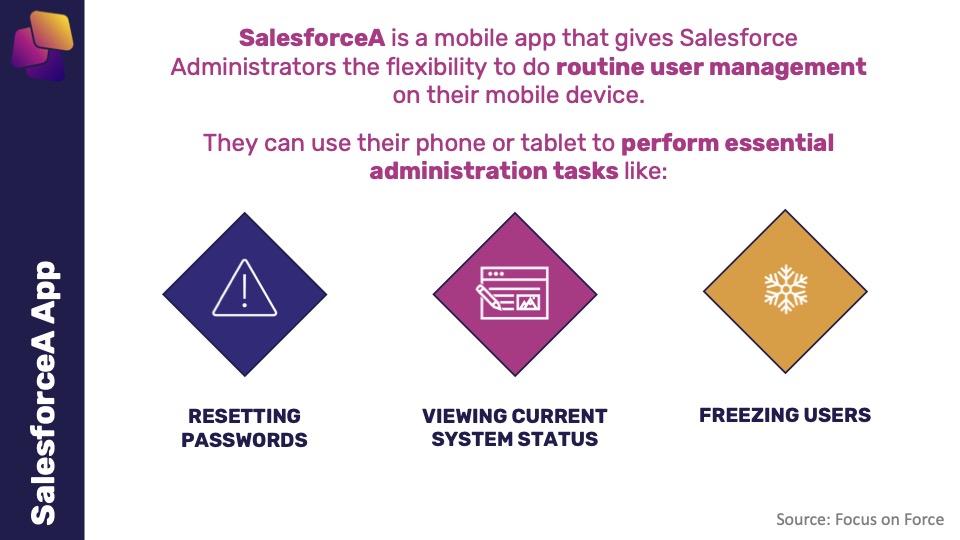 SalesforceA App
SalesforceA is a mobile app that gives Salesforce
Administrators the flexibility to do routine user management
on their mobile device.
They can use their phone or tablet to perform essential
administration tasks like:
RESETTING
PASSWORDS
VIEWING CURRENT
SYSTEM STATUS
FREEZING USERS
Source: Focus on Force